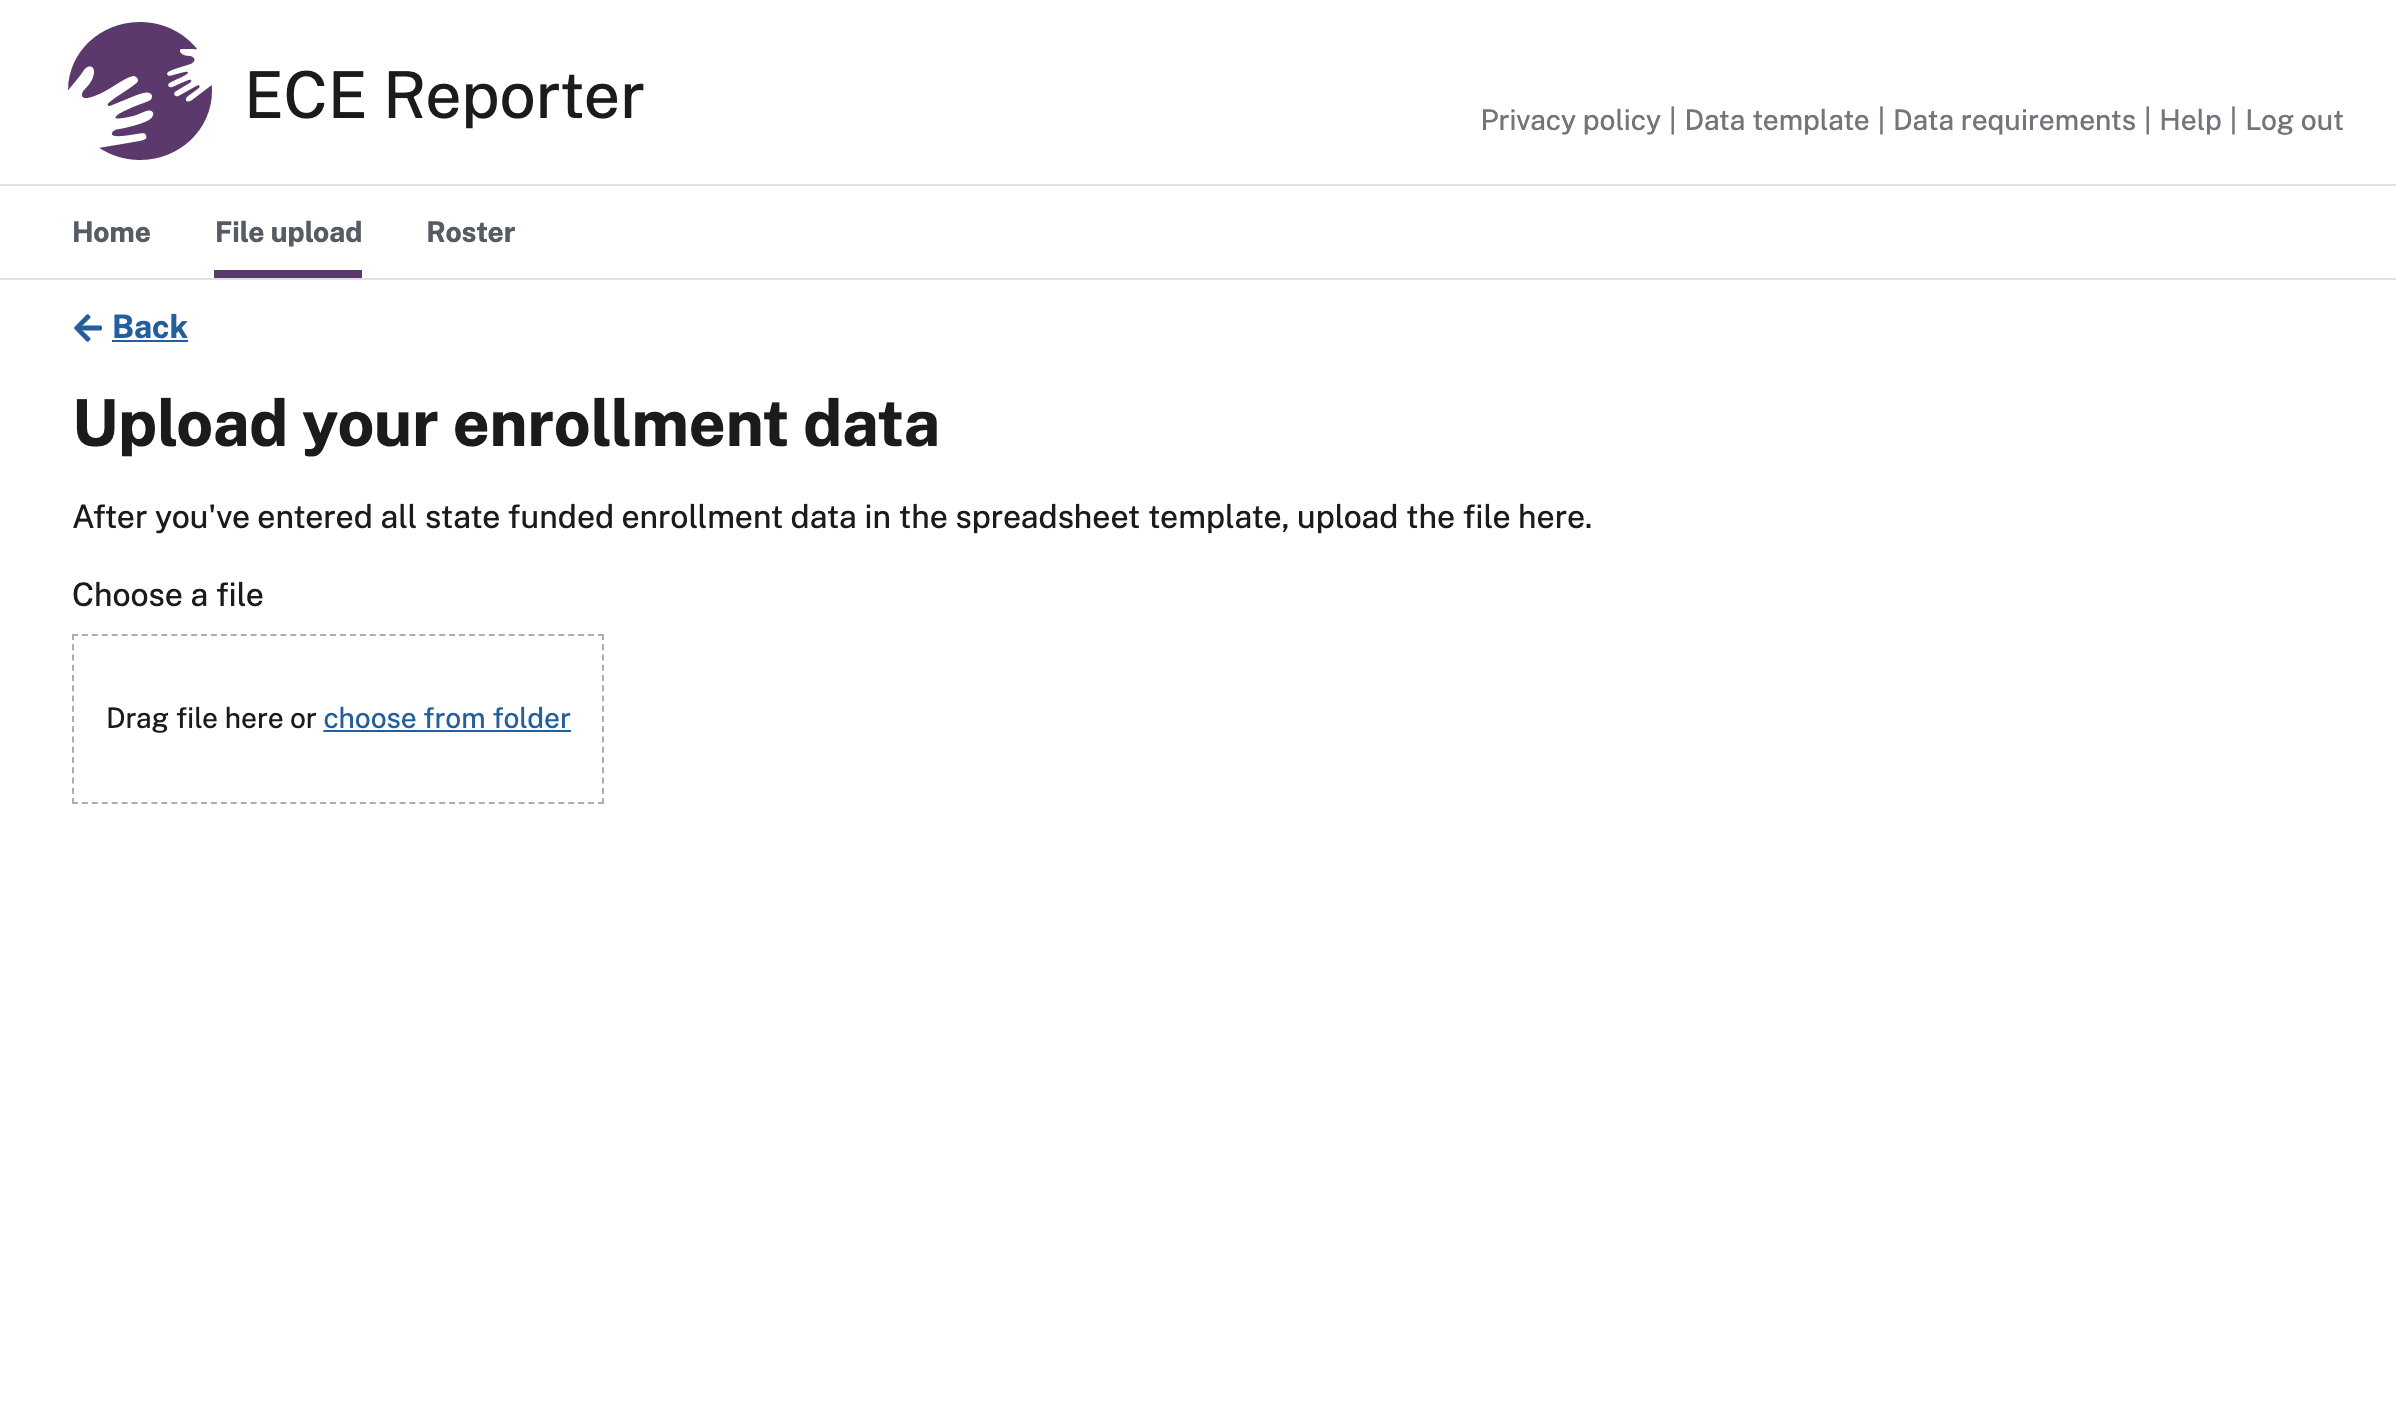 ECE Reporter
Privacy policy | Data template | Data requirements | Help | Log out
Home File upload Roster
Back
Upload your enrollment data
After you've entered all state funded enrollment data in the spreadsheet template, upload the file here.
Choose a file
Drag file here or choose from folder